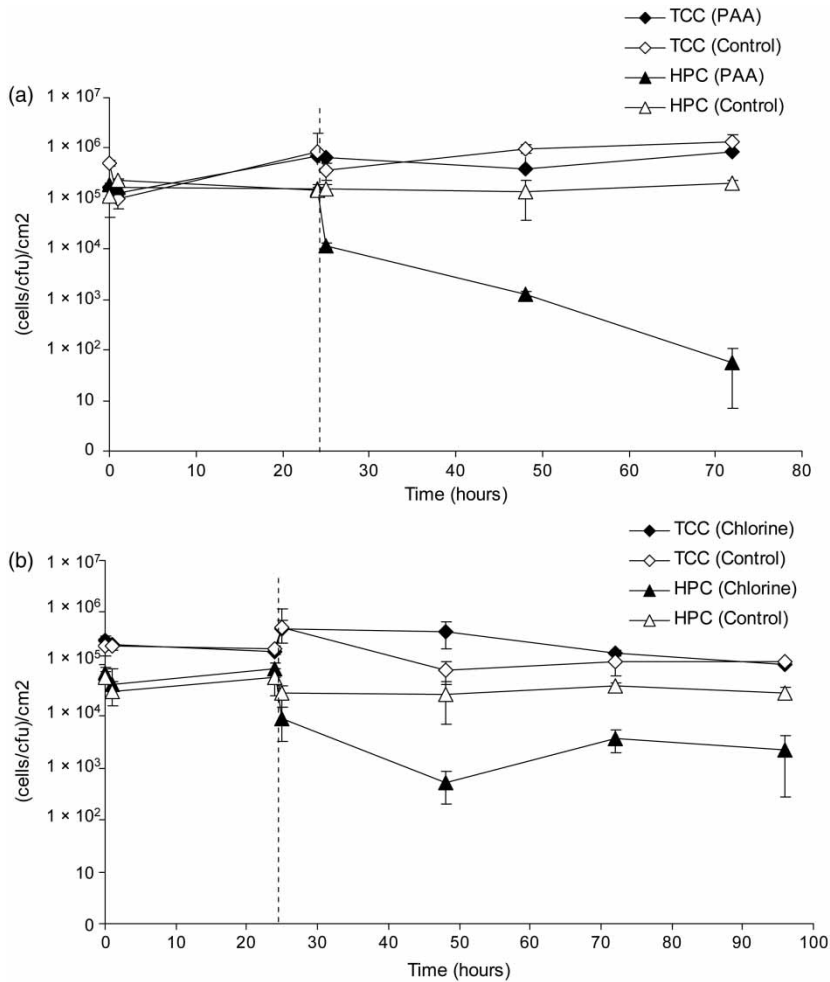 TCC (PAA)
TCC (Control)
HPC (PAA)
HPC (Control)
(a)
1 × 10⁷
1 × 10⁶
1 × 10⁵
1 × 10⁴
1 × 10³
1 × 10²
10
0
(cells/cfu)/cm2
0 10 20 30 40 50 60 70 80
Time (hours)
TCC (Chlorine)
TCC (Control)
HPC (Chlorine)
HPC (Control)
(b)
1 × 10⁷
1 × 10⁶
1 × 10⁵
1 × 10⁴
1 × 10³
1 × 10²
10
0
(cells/cfu)/cm2
0 10 20 30 40 50 60 70 80 90 100
Time (hours)